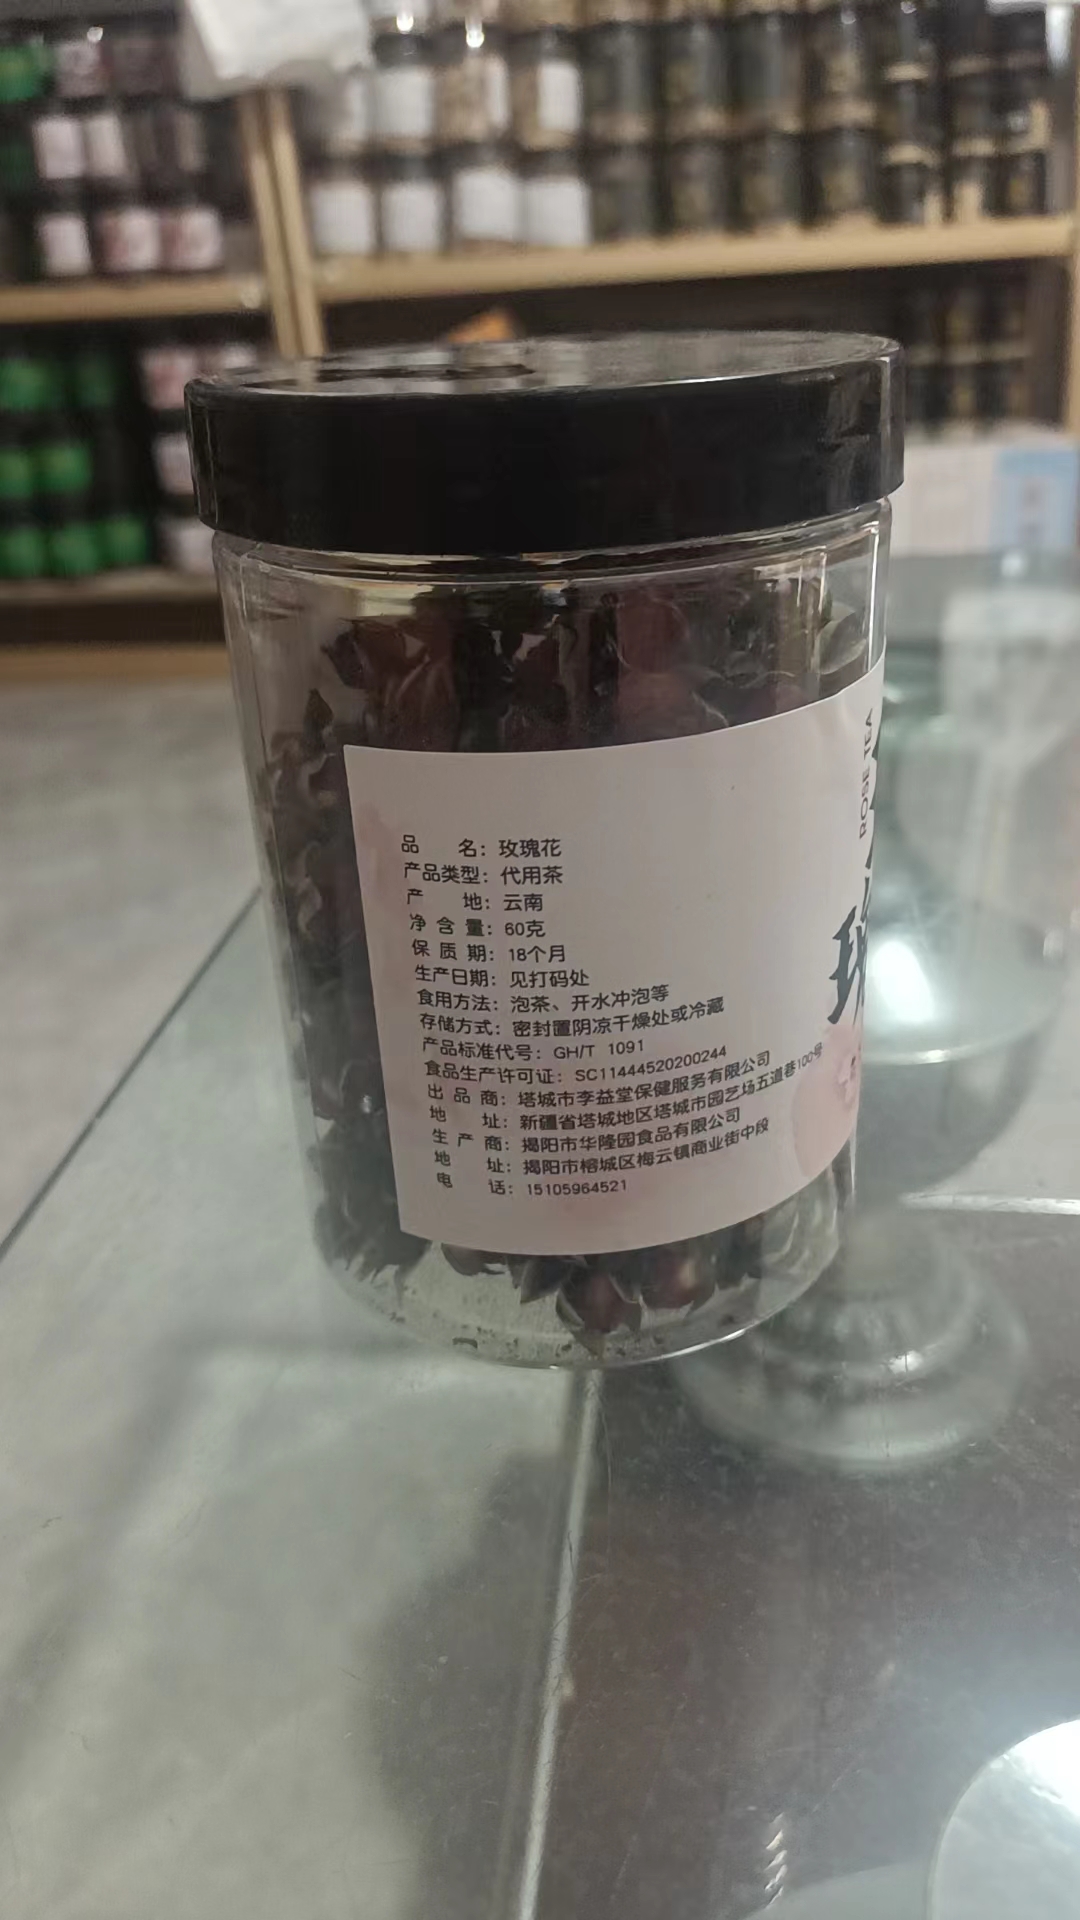 品 名：玫瑰花
产品类型：代用茶
产 地：云南
净 含 量：60克
保 质 期：18个月
生产日期：见打码处
食用方法：泡茶、开水冲泡等
存储方式：密封置阴凉干燥处或冷藏
产品标准代号：GH/T 1091
食品生产许可证：SC11444520200244
出 品 商：塔城市李益堂保健服务有限公司
地 址：新疆省塔城地区塔城市园艺场五道巷100号
生 产 商：揭阳市华隆园食品有限公司
地 址：揭阳市榕城区梅云镇商业街中段
电 话：15105964521
ROSE TEA